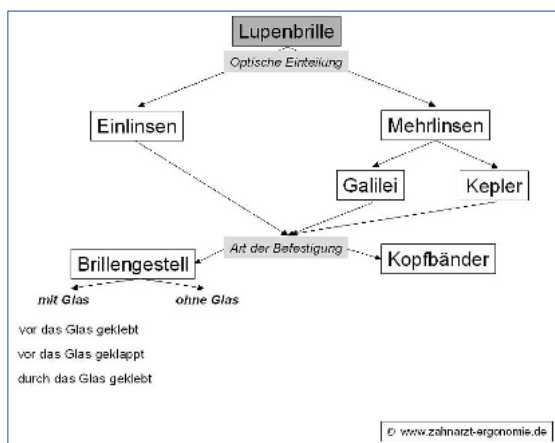 Lupenbrille
Optische Einteilung
Einlinsen
Mehrlinsen
Galilei
Kepler
Art der Befestigung
Brillengestell
Kopfbänder
mit Glas
ohne Glas
vor das Glas geklebt
vor das Glas geklappt
durch das Glas geklebt
© www.zahnarzt-ergonomie.de